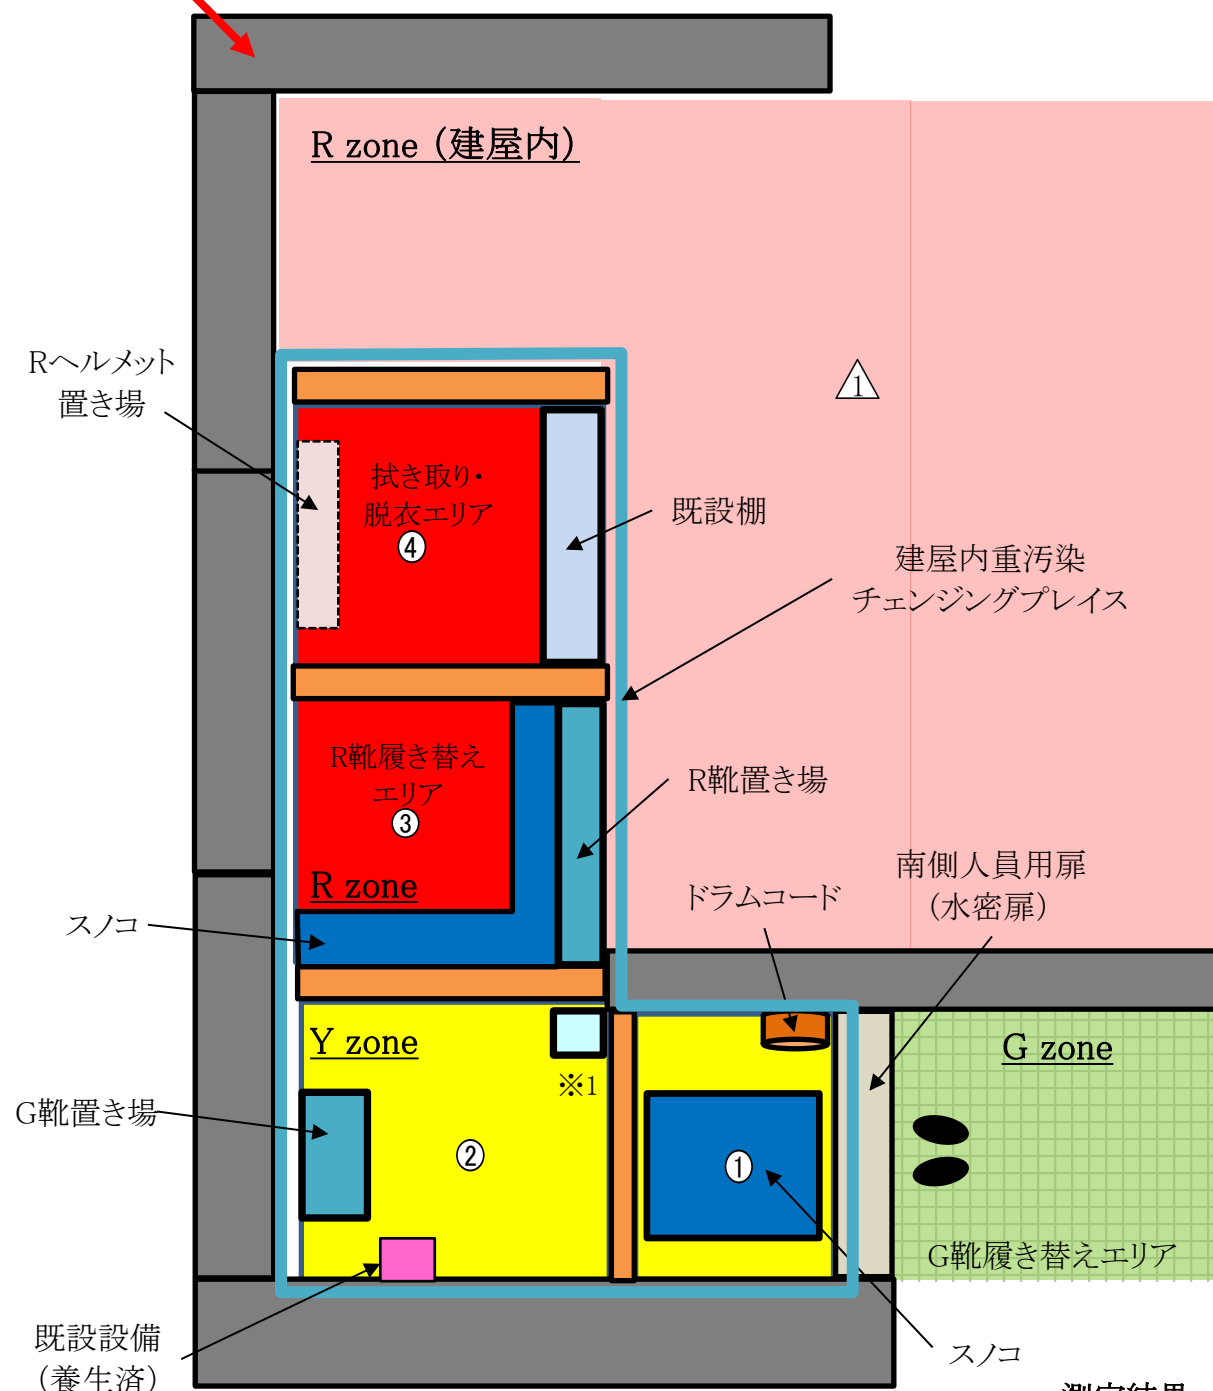 R zone（建屋内）
Rヘルメット
置き場
1
拭き取り・
脱衣エリア
④
既設棚
建屋内重汚染
チェンジングプレイス
R靴履き替え
エリア
③
R zone
R靴置き場
スノコ
ドラムコード
南側人員用扉
（水密扉）
Y zone
※1
G zone
G靴置き場
②
①
G靴履き替えエリア
既設設備
（養生済）
スノコ
測定結果